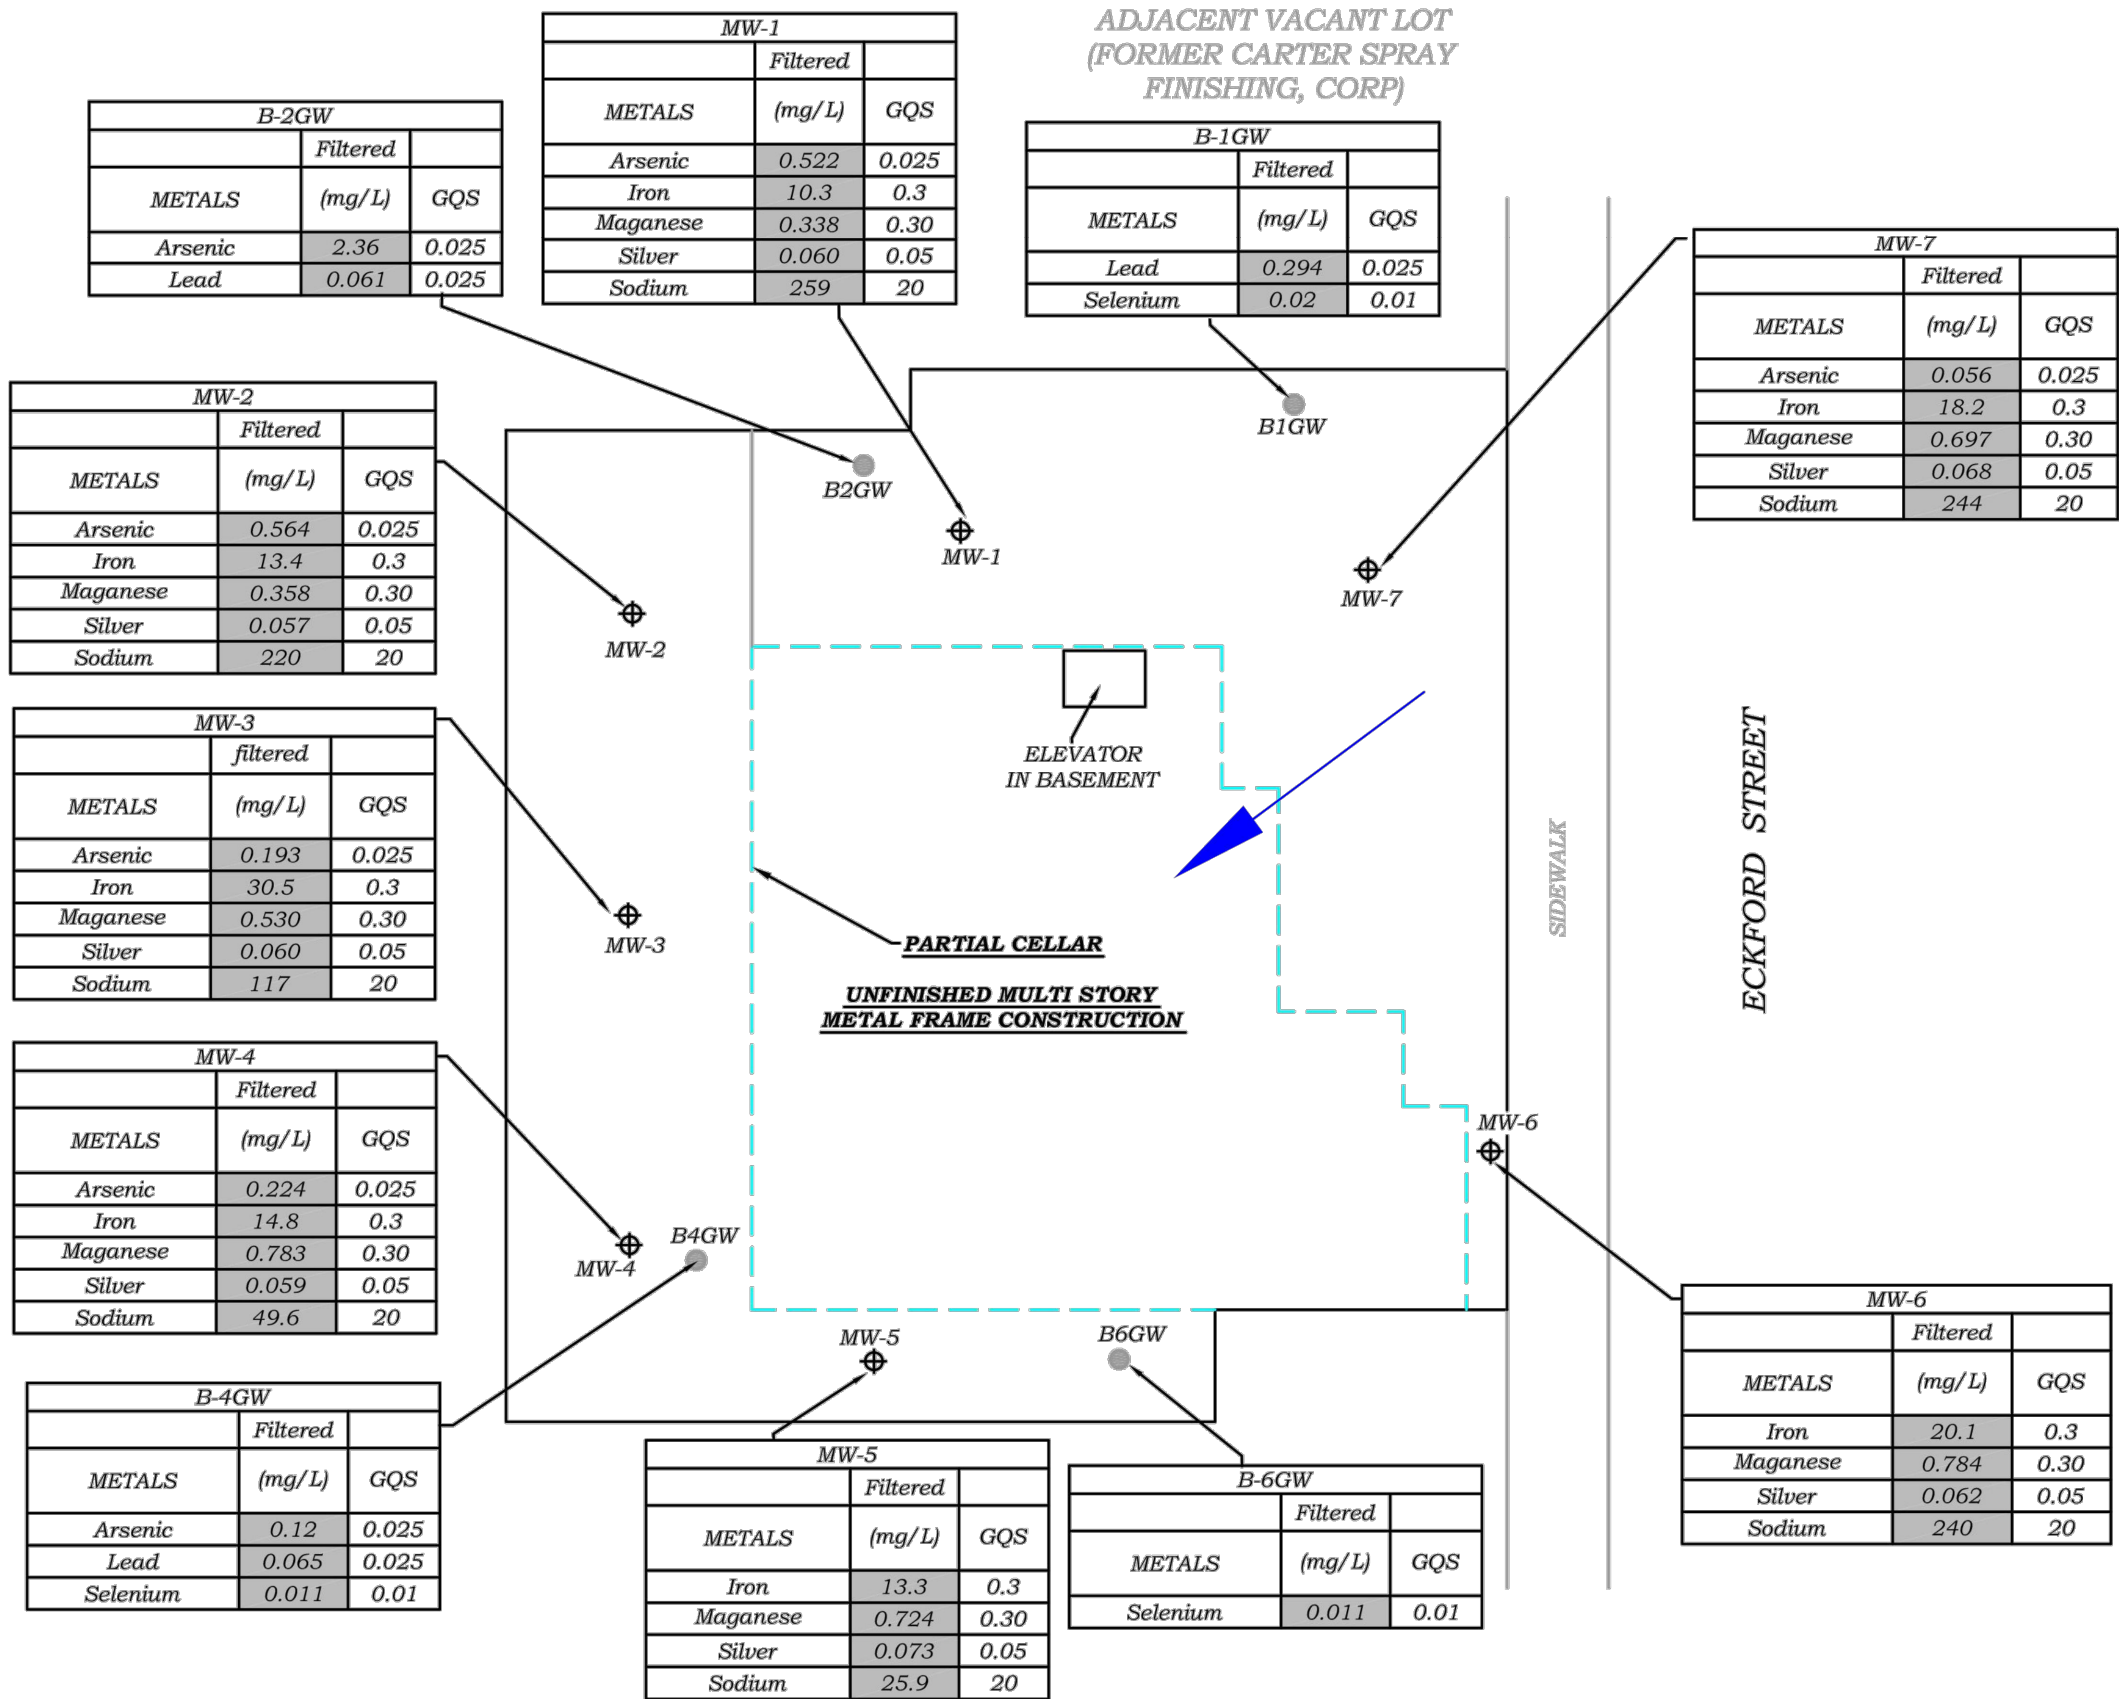 ADJACENT VACANT LOT
(FORMER CARTER SPRAY
FINISHING, CORP)
MW-1
Filtered
METALS (mg/L) GQS
Arsenic 0.522 0.025
Iron 10.3 0.3
Maganese 0.338 0.30
Silver 0.060 0.05
Sodium 259 20
B-2GW
Filtered
METALS (mg/L) GQS
Arsenic 2.36 0.025
Lead 0.061 0.025
B-1GW
Filtered
METALS (mg/L) GQS
Lead 0.294 0.025
Selenium 0.02 0.01
MW-7
Filtered
METALS (mg/L) GQS
Arsenic 0.056 0.025
Iron 18.2 0.3
Maganese 0.697 0.30
Silver 0.068 0.05
Sodium 244 20
MW-2
Filtered
METALS (mg/L) GQS
Arsenic 0.564 0.025
Iron 13.4 0.3
Maganese 0.358 0.30
Silver 0.057 0.05
Sodium 220 20
B1GW
B2GW
MW-1
MW-7
MW-2
MW-3
filtered
METALS (mg/L) GQS
Arsenic 0.193 0.025
Iron 30.5 0.3
Maganese 0.530 0.30
Silver 0.060 0.05
Sodium 117 20
ELEVATOR
IN BASEMENT
MW-3
PARTIAL CELLAR
UNFINISHED MULTI STORY
METAL FRAME CONSTRUCTION
SIDEWALK
ECKFORD STREET
MW-4
Filtered
METALS (mg/L) GQS
Arsenic 0.224 0.025
Iron 14.8 0.3
Maganese 0.783 0.30
Silver 0.059 0.05
Sodium 49.6 20
MW-6
B4GW
MW-4
MW-5
B6GW
MW-6
Filtered
METALS (mg/L) GQS
Iron 20.1 0.3
Maganese 0.784 0.30
Silver 0.062 0.05
Sodium 240 20
B-4GW
Filtered
METALS (mg/L) GQS
Arsenic 0.12 0.025
Lead 0.065 0.025
Selenium 0.011 0.01
MW-5
Filtered
METALS (mg/L) GQS
Iron 13.3 0.3
Maganese 0.724 0.30
Silver 0.073 0.05
Sodium 25.9 20
B-6GW
Filtered
METALS (mg/L) GQS
Selenium 0.011 0.01